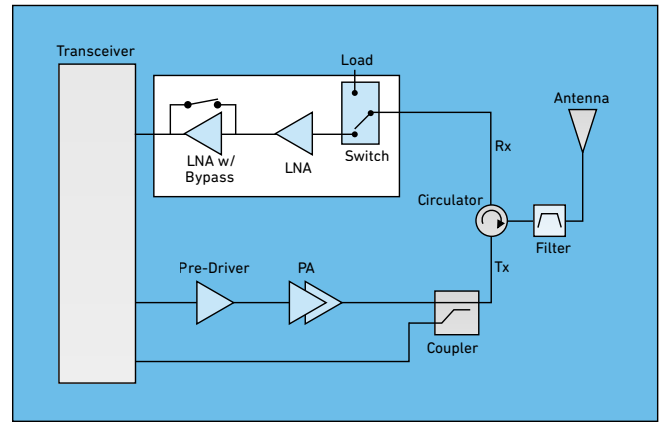 Transceiver
Load
Antenna
LNA w/
Bypass
LNA
Switch
Rx
Circulator
Filter
Pre-Driver
PA
Tx
Coupler